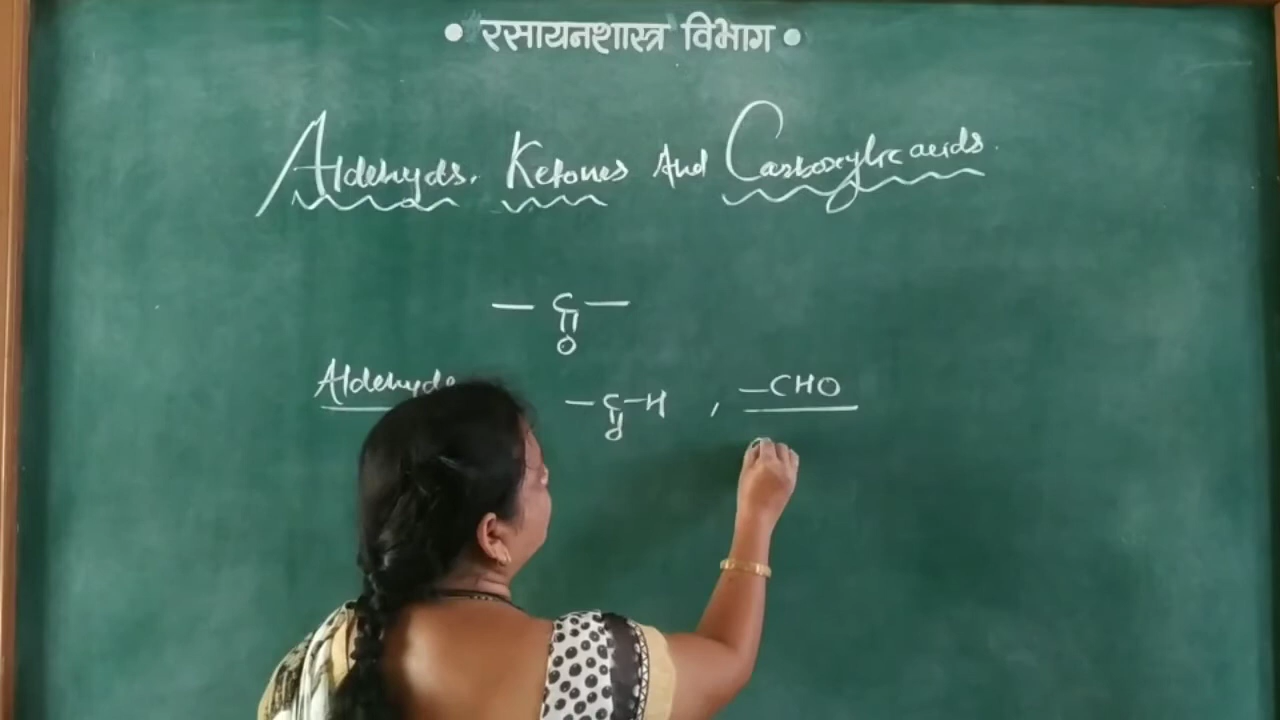 • रसायनशास्त्र विभाग •
Aldehyds, Ketones And Carboxylic acids.
— C —
||
O
Aldehyde
— C — H , — CHO
||
O